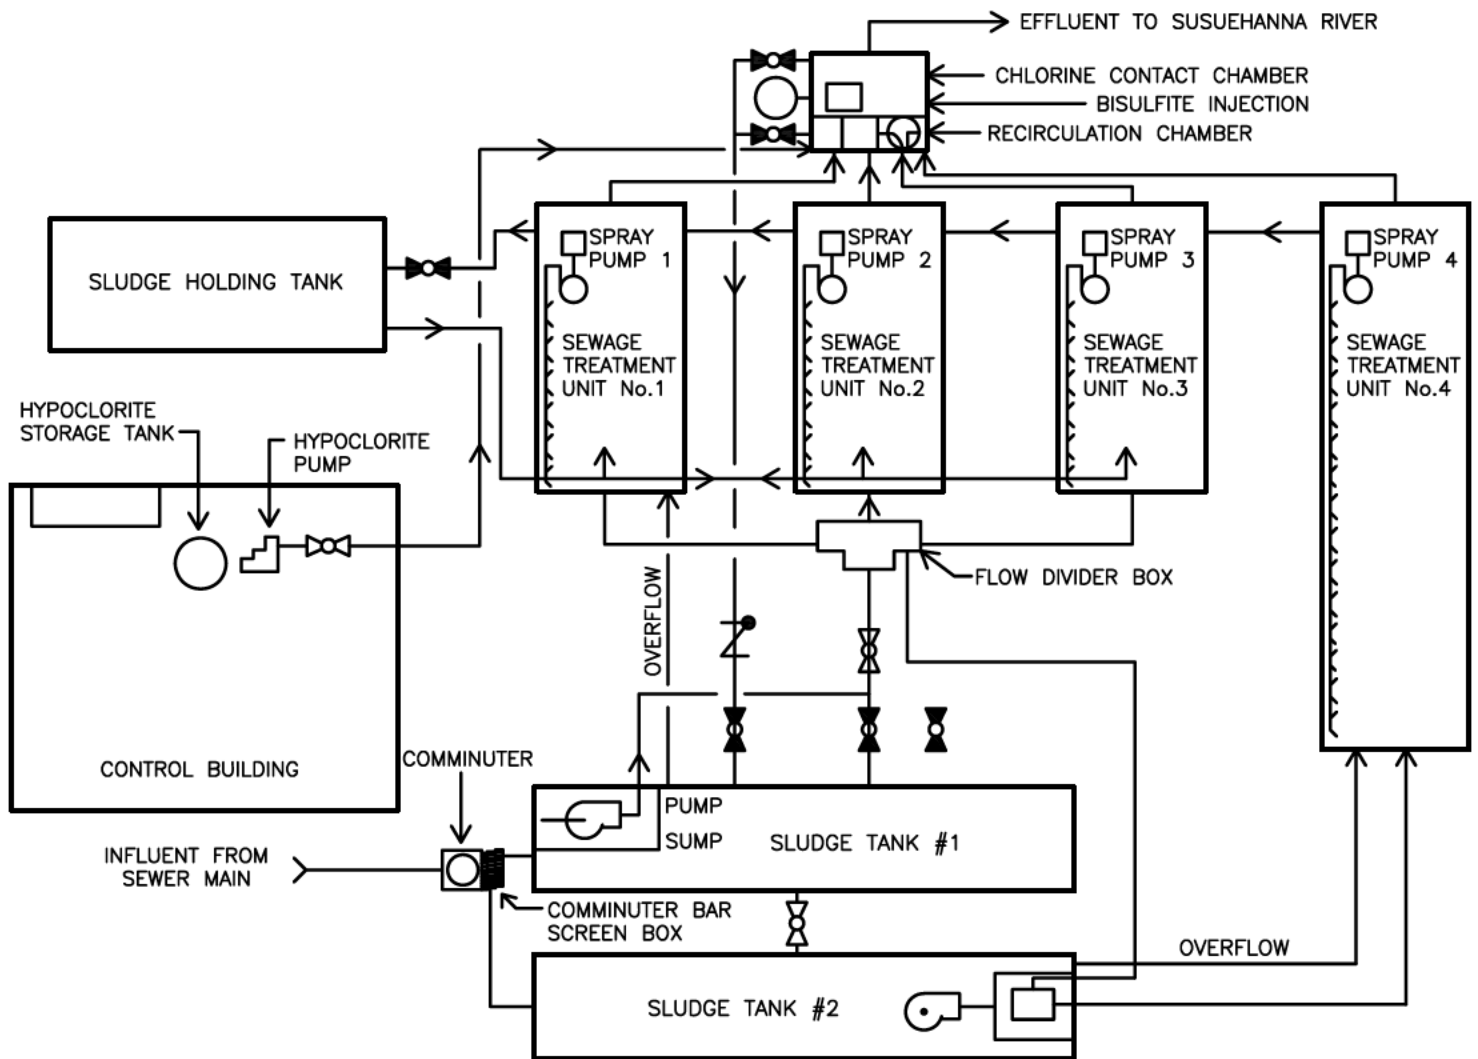 EFFLUENT TO SUSUEHANNA RIVER
CHLORINE CONTACT CHAMBER
BISULFITE INJECTION
RECIRCULATION CHAMBER
SLUDGE HOLDING TANK
SPRAY
PUMP 1
SEWAGE
TREATMENT
UNIT No.1
SPRAY
PUMP 2
SEWAGE
TREATMENT
UNIT No.2
SPRAY
PUMP 3
SEWAGE
TREATMENT
UNIT No.3
SPRAY
PUMP 4
SEWAGE
TREATMENT
UNIT No.4
HYPOCLORITE
STORAGE TANK
HYPOCLORITE
PUMP
CONTROL BUILDING
OVERFLOW
FLOW DIVIDER BOX
COMMINUTER
INFLUENT FROM
SEWER MAIN
PUMP
SUMP
SLUDGE TANK #1
COMMINUTER BAR
SCREEN BOX
OVERFLOW
SLUDGE TANK #2